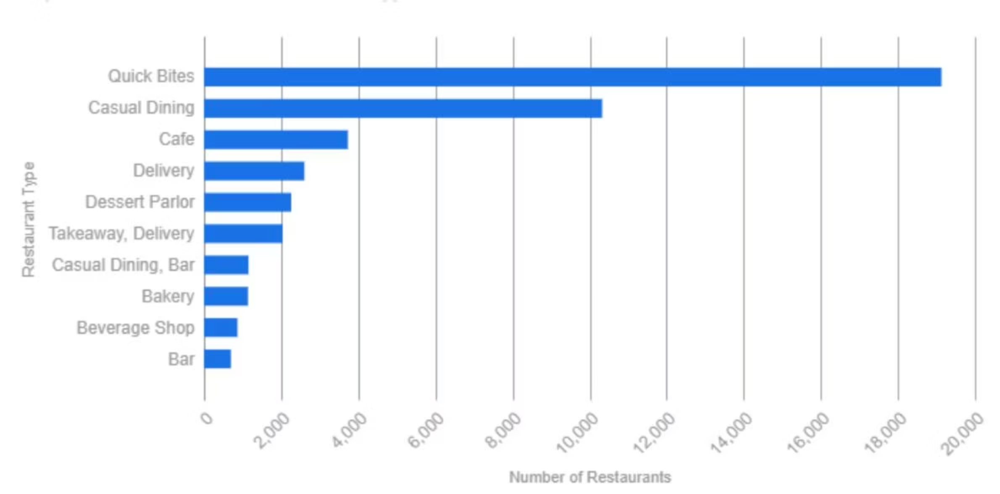 Quick Bites
Casual Dining
Cafe
Delivery
Dessert Parlor
Takeaway, Delivery
Casual Dining, Bar
Bakery
Beverage Shop
Bar
Restaurant Type
0
2,000
4,000
6,000
8,000
10,000
12,000
14,000
16,000
18,000
20,000
Number of Restaurants